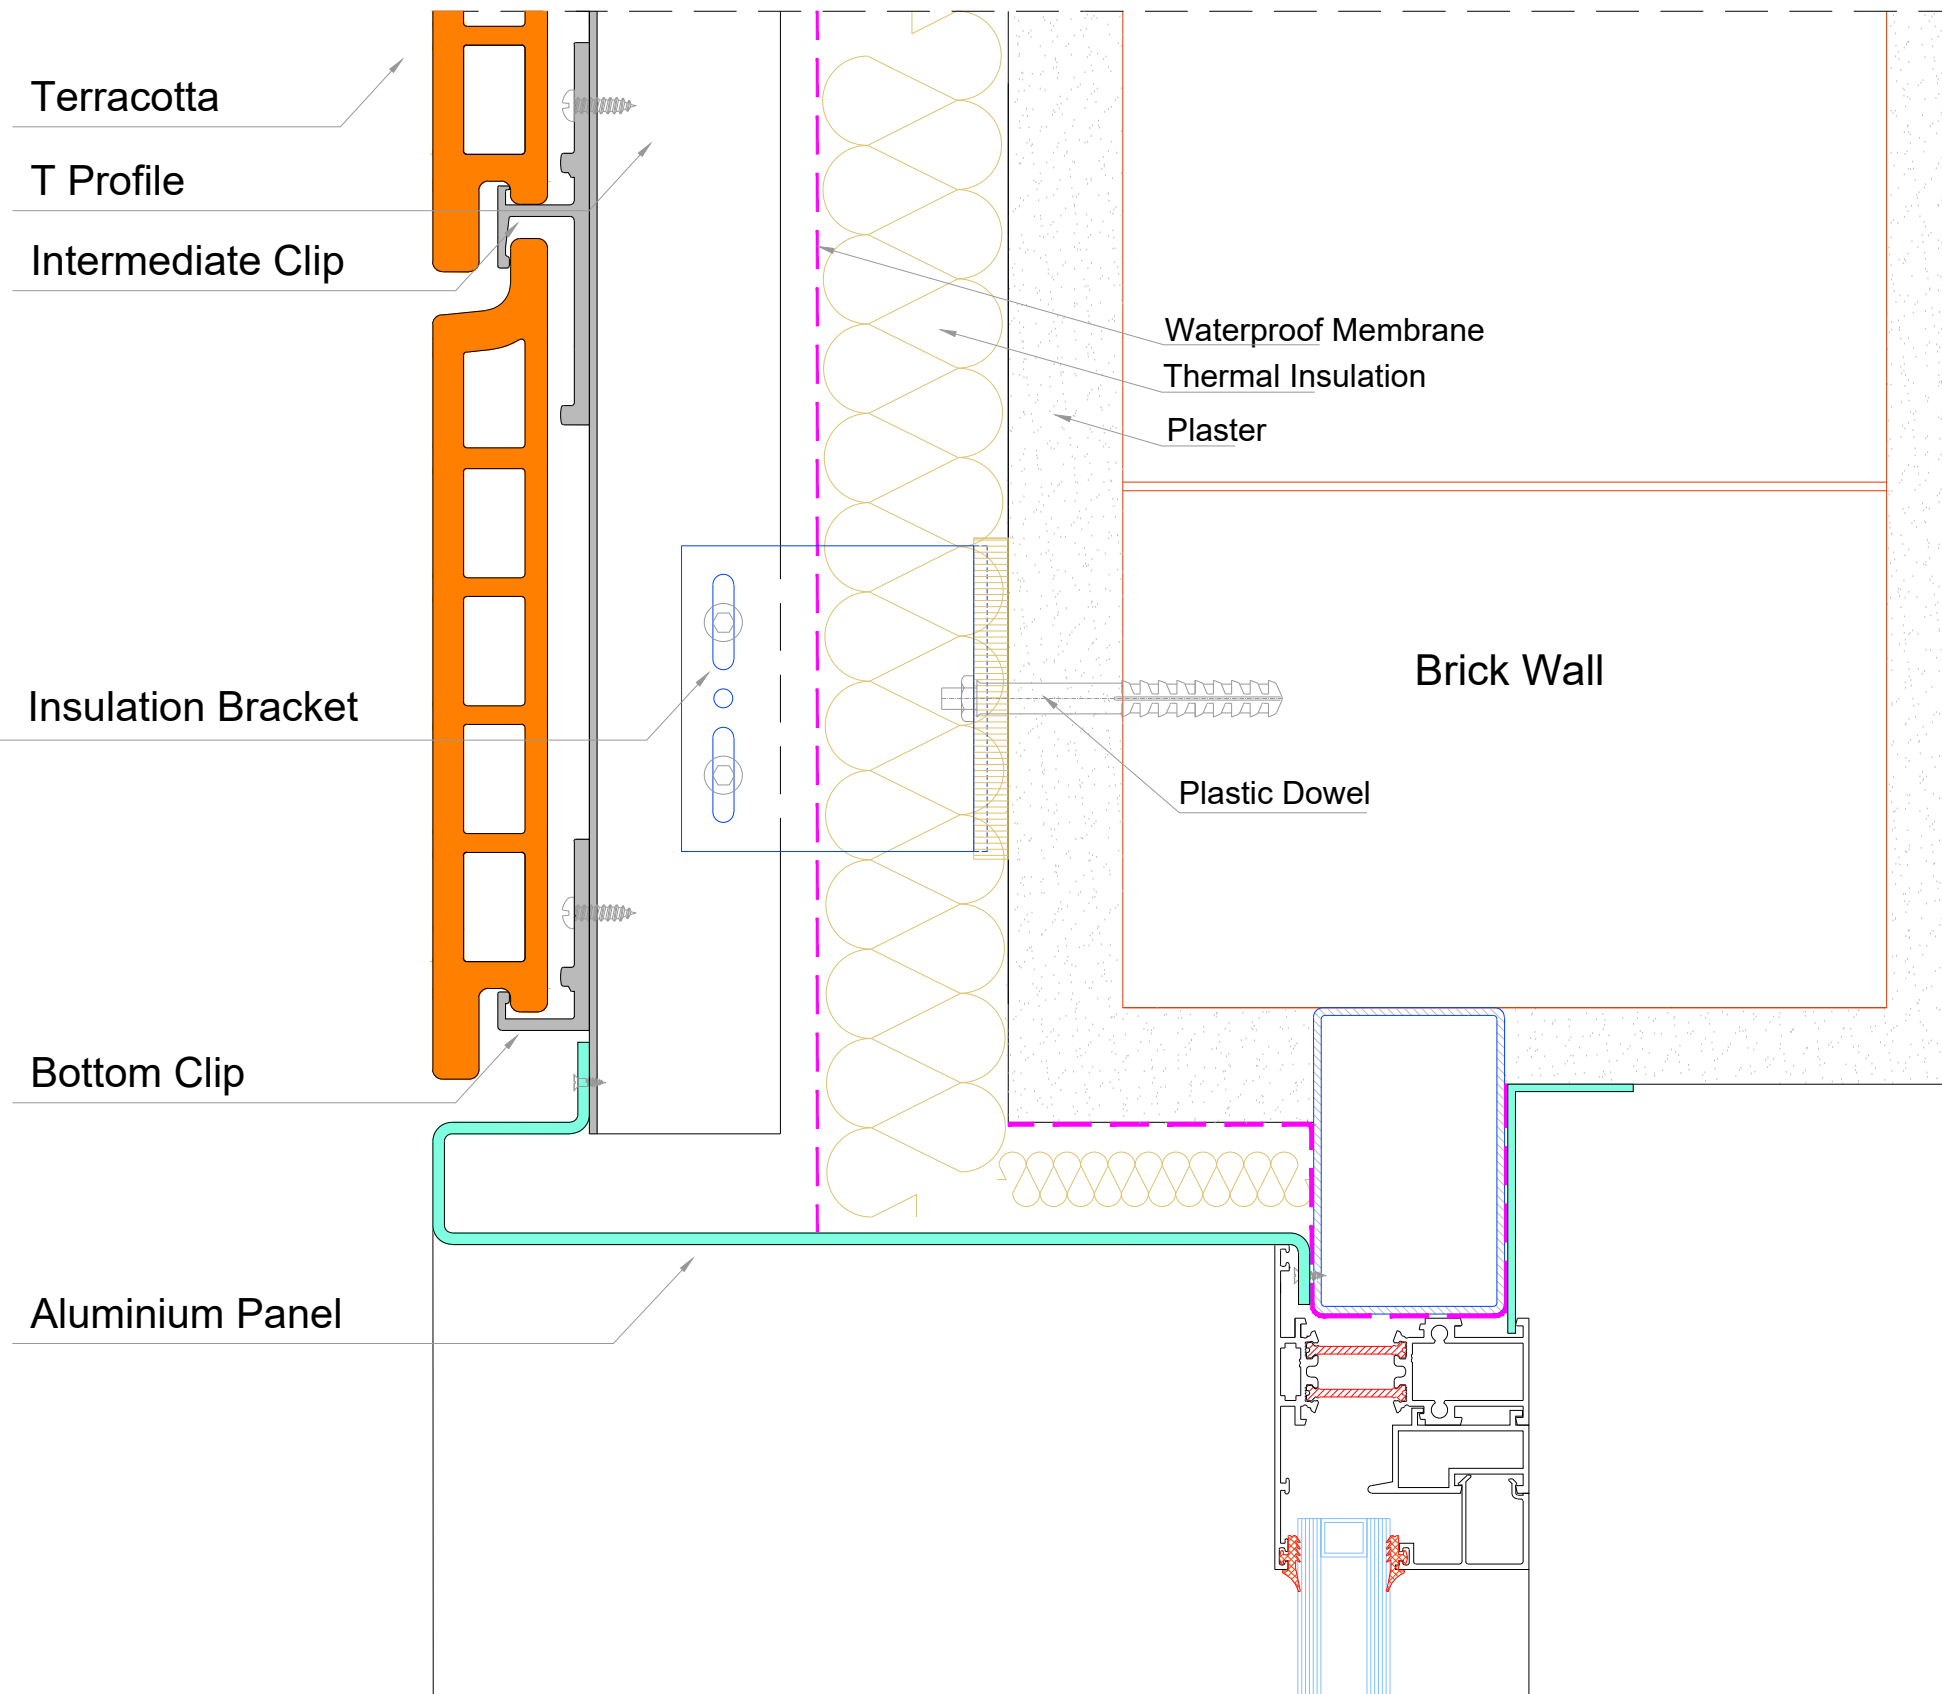 Terracotta
T Profile
Intermediate Clip
Waterproof Membrane
Thermal Insulation
Plaster
Brick Wall
Insulation Bracket
Plastic Dowel
Bottom Clip
Aluminium Panel